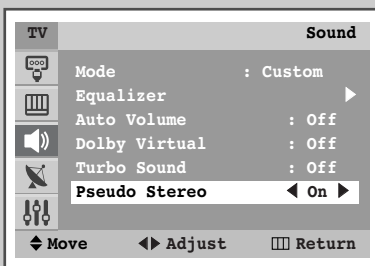 TV Sound
Mode : Custom
Equalizer
Auto Volume : Off
Dolby Virtual : Off
Turbo Sound : Off
Pseudo Stereo On
Move Adjust Return